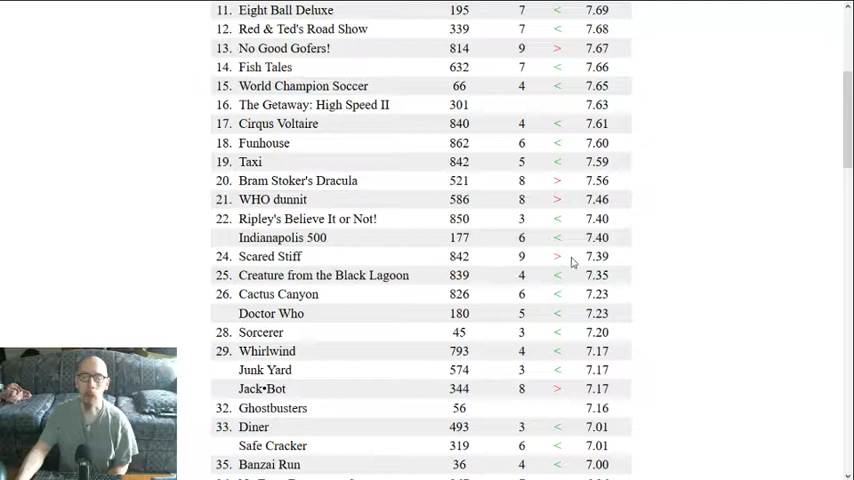 11. Eight Ball Deluxe 195 7 < 7.69
12. Red & Ted's Road Show 339 7 < 7.68
13. No Good Gofers! 814 9 > 7.67
14. Fish Tales 632 7 < 7.66
15. World Champion Soccer 66 4 < 7.65
16. The Getaway: High Speed II 301 7.63
17. Cirqus Voltaire 840 4 < 7.61
18. Funhouse 862 6 < 7.60
19. Taxi 842 5 < 7.59
20. Bram Stoker's Dracula 521 8 > 7.56
21. WHO dunnit 586 8 > 7.46
22. Ripley's Believe It or Not! 850 3 < 7.40
Indianapolis 500 177 6 < 7.40
24. Scared Stiff 842 9 > 7.39
25. Creature from the Black Lagoon 839 4 < 7.35
26. Cactus Canyon 826 6 < 7.23
Doctor Who 180 5 < 7.23
28. Sorcerer 45 3 < 7.20
29. Whirlwind 793 4 < 7.17
Junk Yard 574 3 < 7.17
Jack•Bot 344 8 > 7.17
32. Ghostbusters 56 7.16
33. Diner 493 3 < 7.01
Safe Cracker 319 6 < 7.01
35. Banzai Run 36 4 < 7.00